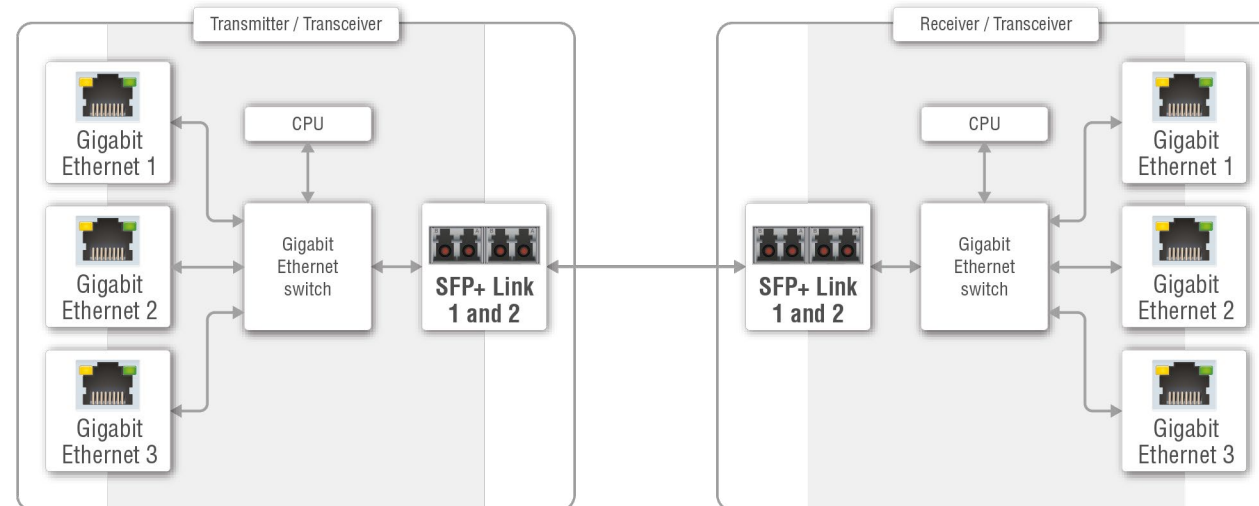 Transmitter / Transceiver
Gigabit
Ethernet 1
Gigabit
Ethernet 2
Gigabit
Ethernet 3
CPU
Gigabit
Ethernet
switch
SFP+ Link
1 and 2
Receiver / Transceiver
SFP+ Link
1 and 2
CPU
Gigabit
Ethernet
switch
Gigabit
Ethernet 1
Gigabit
Ethernet 2
Gigabit
Ethernet 3